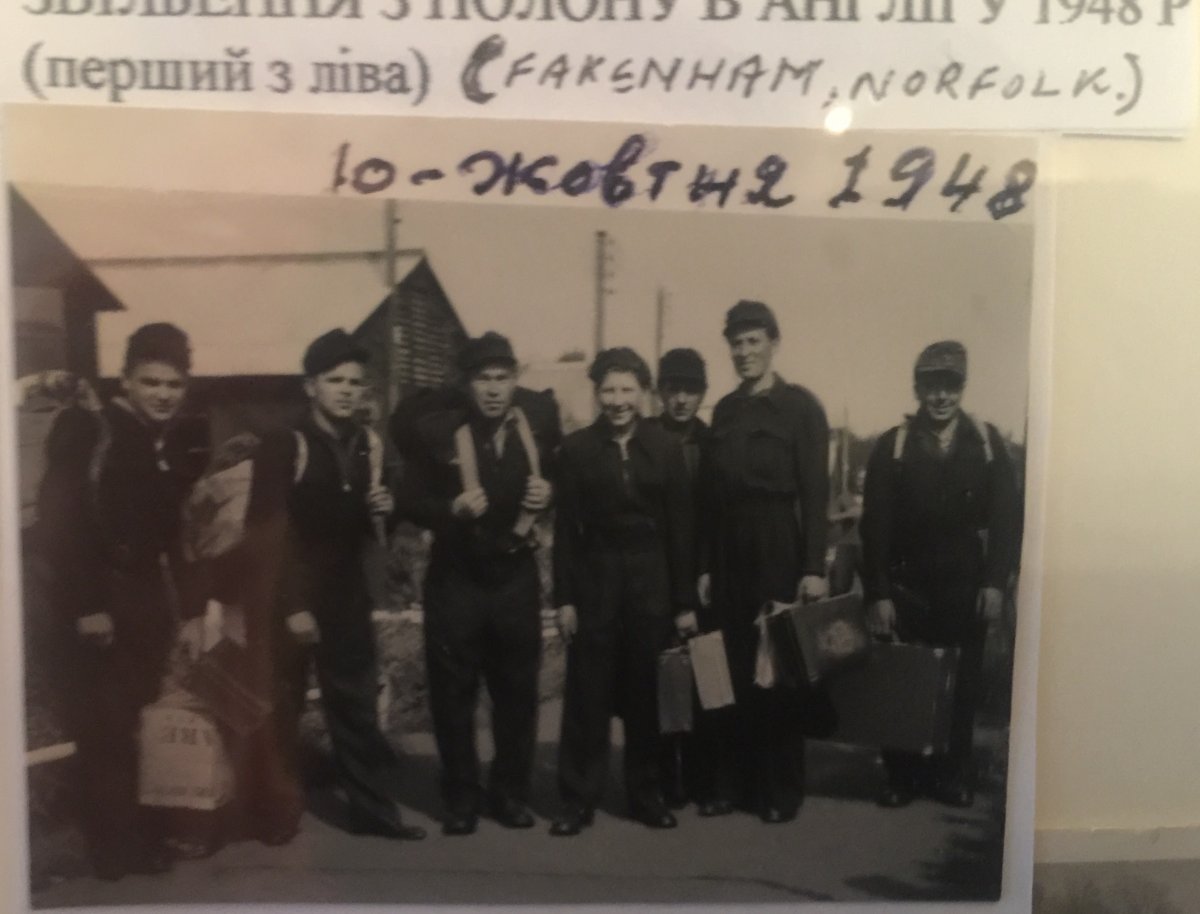 ЗВІЛЬНЕННЯ З ПОЛОНУ В АНГЛІЇ У 1948 Р
(перший з ліва) (FAKENHAM, NORFOLK.)
10-жовтня 1948